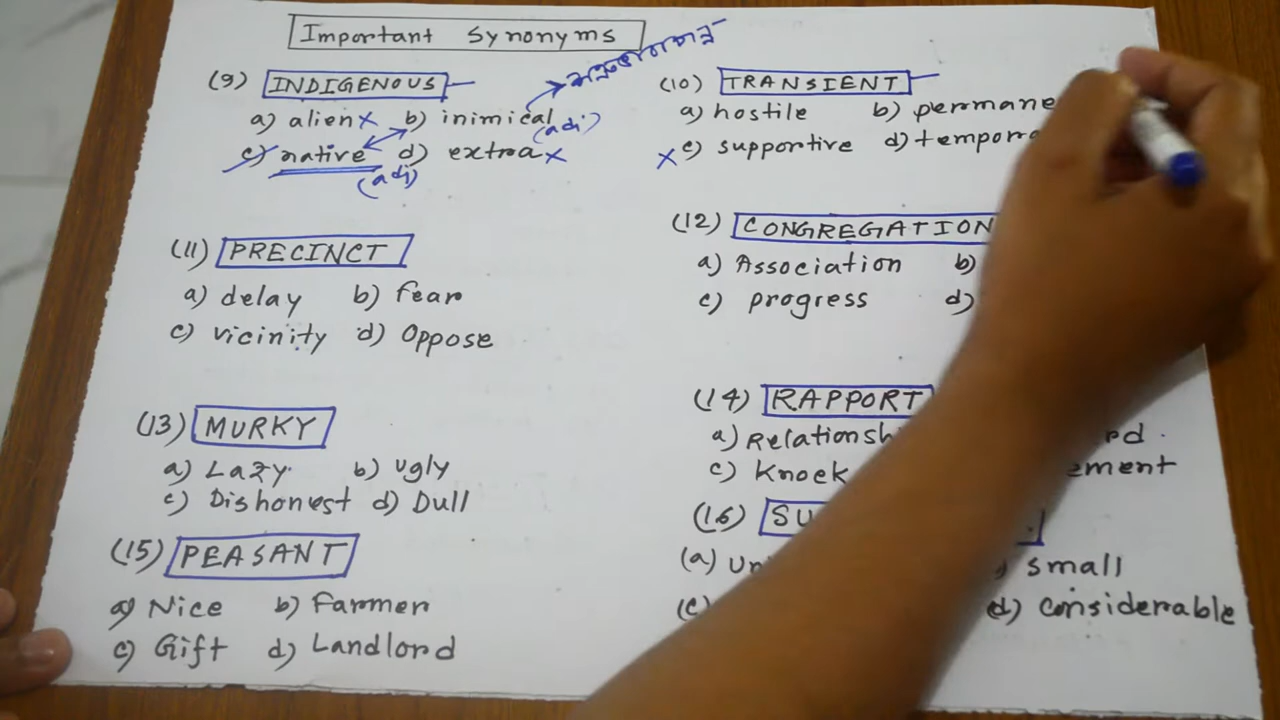 Important Synonyms
(9) INDIGENOUS
a) alien x b) inimical (adj)
c) native d) extra x
(adj)
(10) TRANSIENT
a) hostile b) permane
x c) supportive d) tempora
(11) PRECINCT
a) delay b) fear
c) vicinity d) Oppose
(12) CONGREGATION
a) Association b)
c) progress d)
(13) MURKY
a) Lazy b) ugly
c) Dishonest d) Dull
(14) RAPPORT
a) Relationsh rd
c) Knock ement
(15) PEASANT
a) Nice b) farmer
c) Gift d) Landlord
(16) SU
(a) un small
(c) d) considerable